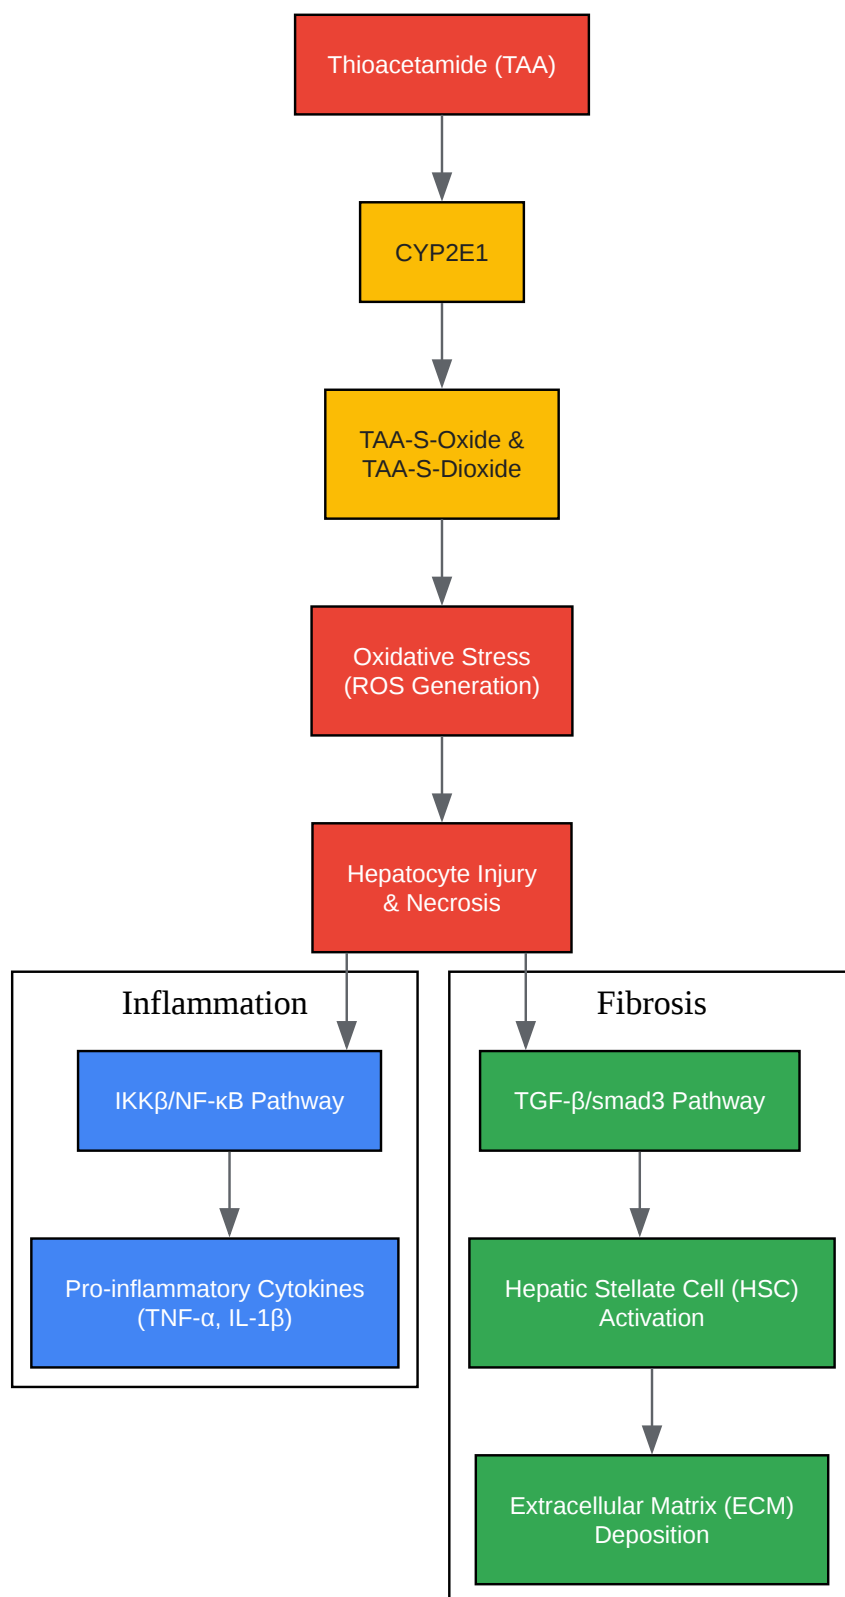 Thioacetamide (TAA)
CYP2E1
TAA-S-Oxide &
TAA-S-Dioxide
Oxidative Stress
(ROS Generation)
Hepatocyte Injury
& Necrosis
Inflammation
IKKβ/NF-κB Pathway
Pro-inflammatory Cytokines
(TNF-α, IL-1β)
Fibrosis
TGF-β/smad3 Pathway
Hepatic Stellate Cell (HSC)
Activation
Extracellular Matrix (ECM)
Deposition